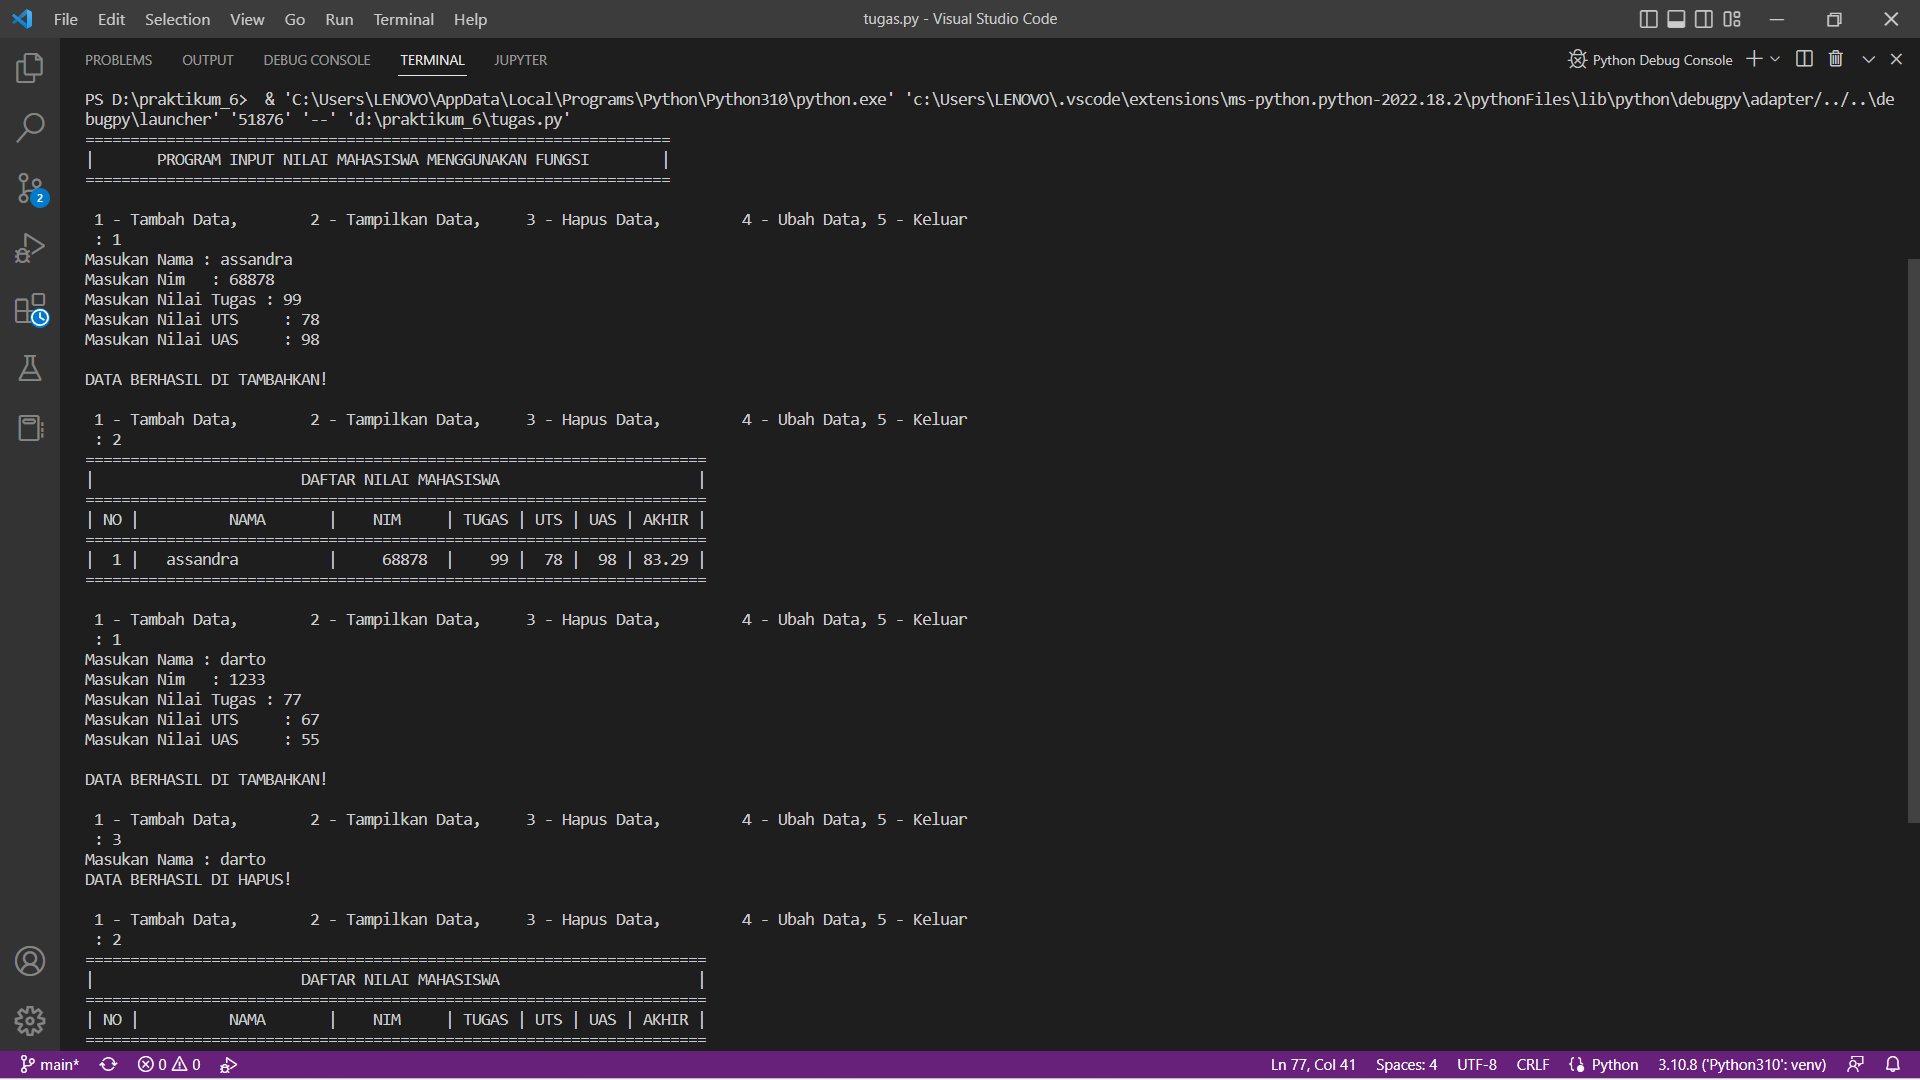 File Edit Selection View Go Run Terminal Help tugas.py - Visual Studio Code
PROBLEMS OUTPUT DEBUG CONSOLE TERMINAL JUPYTER Python Debug Console
PS D:\praktikum_6>  & 'C:\Users\LENOVO\AppData\Local\Programs\Python\Python310\python.exe' 'c:\Users\LENOVO\.vscode\extensions\ms-python.python-2022.18.2\pythonFiles\lib\python\debugpy\adapter/../..\de
bugpy\launcher' '51876' '--' 'd:\praktikum_6\tugas.py'
=================================================================
|       PROGRAM INPUT NILAI MAHASISWA MENGGUNAKAN FUNGSI        |
=================================================================
1 - Tambah Data,        2 - Tampilkan Data,     3 - Hapus Data,         4 - Ubah Data, 5 - Keluar
: 1
Masukan Nama : assandra
Masukan Nim   : 68878
Masukan Nilai Tugas : 99
Masukan Nilai UTS     : 78
Masukan Nilai UAS     : 98
DATA BERHASIL DI TAMBAHKAN!
1 - Tambah Data,        2 - Tampilkan Data,     3 - Hapus Data,         4 - Ubah Data, 5 - Keluar
: 2
=====================================================================
|                       DAFTAR NILAI MAHASISWA                      |
=====================================================================
| NO |          NAMA       |    NIM     | TUGAS | UTS | UAS | AKHIR |
=====================================================================
|  1 |   assandra          |     68878  |    99 |  78 |  98 | 83.29 |
=====================================================================
1 - Tambah Data,        2 - Tampilkan Data,     3 - Hapus Data,         4 - Ubah Data, 5 - Keluar
: 1
Masukan Nama : darto
Masukan Nim   : 1233
Masukan Nilai Tugas : 77
Masukan Nilai UTS     : 67
Masukan Nilai UAS     : 55
DATA BERHASIL DI TAMBAHKAN!
1 - Tambah Data,        2 - Tampilkan Data,     3 - Hapus Data,         4 - Ubah Data, 5 - Keluar
: 3
Masukan Nama : darto
DATA BERHASIL DI HAPUS!
1 - Tambah Data,        2 - Tampilkan Data,     3 - Hapus Data,         4 - Ubah Data, 5 - Keluar
: 2
=====================================================================
|                       DAFTAR NILAI MAHASISWA                      |
=====================================================================
| NO |          NAMA       |    NIM     | TUGAS | UTS | UAS | AKHIR |
=====================================================================
2
main* 0 0 Ln 77, Col 41 Spaces: 4 UTF-8 CRLF Python 3.10.8 ('Python310': venv)